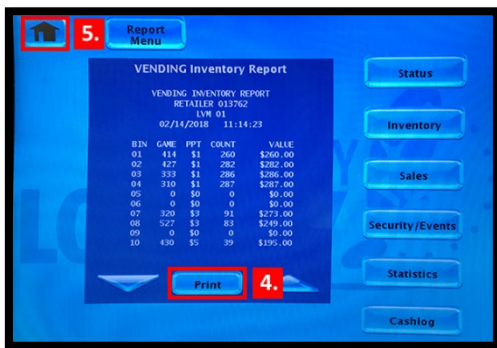 5.
Report
Menu
VENDING Inventory Report
VENDING INVENTORY REPORT
RETAILER 013762
LVM 01
02/14/2018 11:14:23
BIN GAME PPT COUNT VALUE
01 414 $1 260 $260.00
02 427 $1 282 $282.00
03 333 $1 286 $286.00
04 310 $1 287 $287.00
05 0 $0 0 $0.00
06 0 $0 0 $0.00
07 320 $3 91 $273.00
08 527 $3 83 $249.00
09 0 $0 0 $0.00
10 430 $5 39 $195.00
Print
4.
Status
Inventory
Sales
Security/Events
Statistics
Cashlog